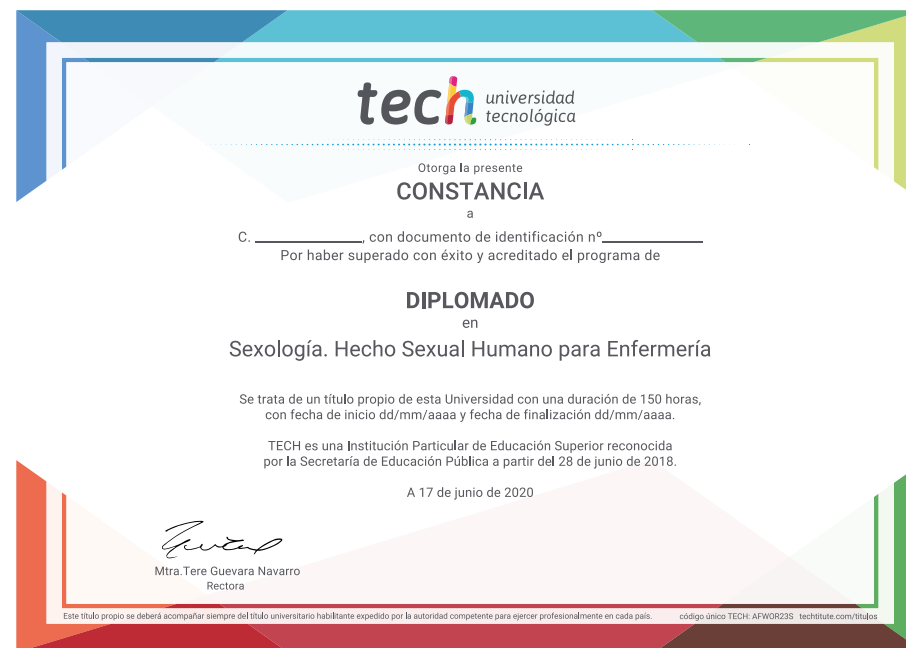 tech universidad
tecnológica
Otorga la presente
CONSTANCIA
a
C. ____________, con documento de identificación nº____________
Por haber superado con éxito y acreditado el programa de
DIPLOMADO
en
Sexología. Hecho Sexual Humano para Enfermería
Se trata de un título propio de esta Universidad con una duración de 150 horas,
con fecha de inicio dd/mm/aaaa y fecha de finalización dd/mm/aaaa.
TECH es una Institución Particular de Educación Superior reconocida
por la Secretaría de Educación Pública a partir del 28 de junio de 2018.
A 17 de junio de 2020
Mtra.Tere Guevara Navarro
Rectora
Este título propio se deberá acompañar siempre del título universitario habilitante expedido por la autoridad competente para ejercer profesionalmente en cada país. código único TECH: AFWOR23S techtitute.com/titulos